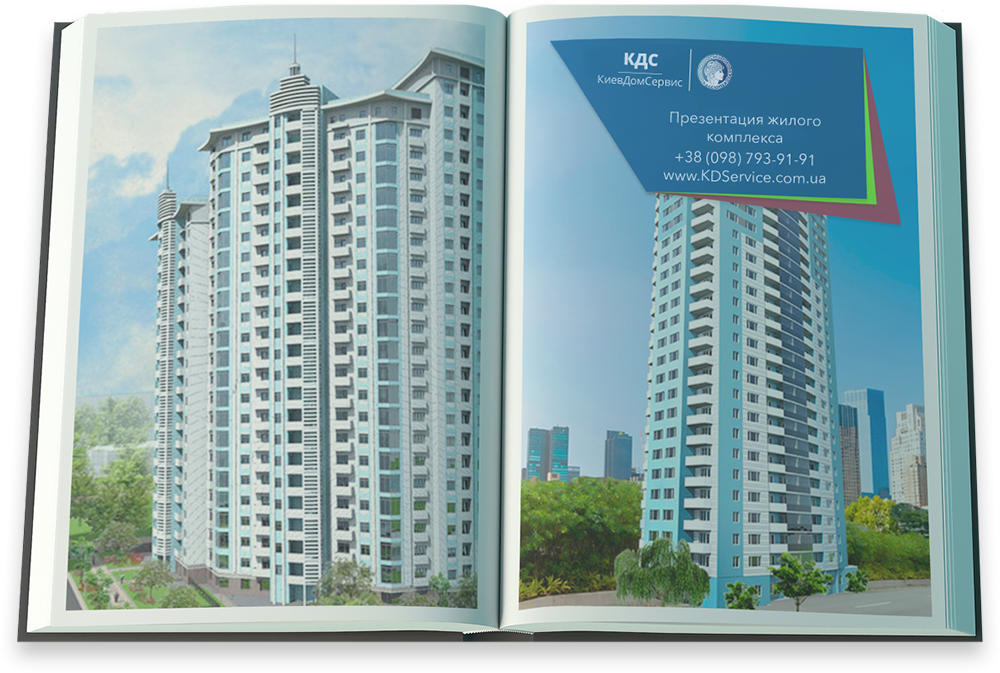 КДС
КиевДомСервис
Презентация жилого
комплекса
+38 (098) 793-91-91
www.KDService.com.ua